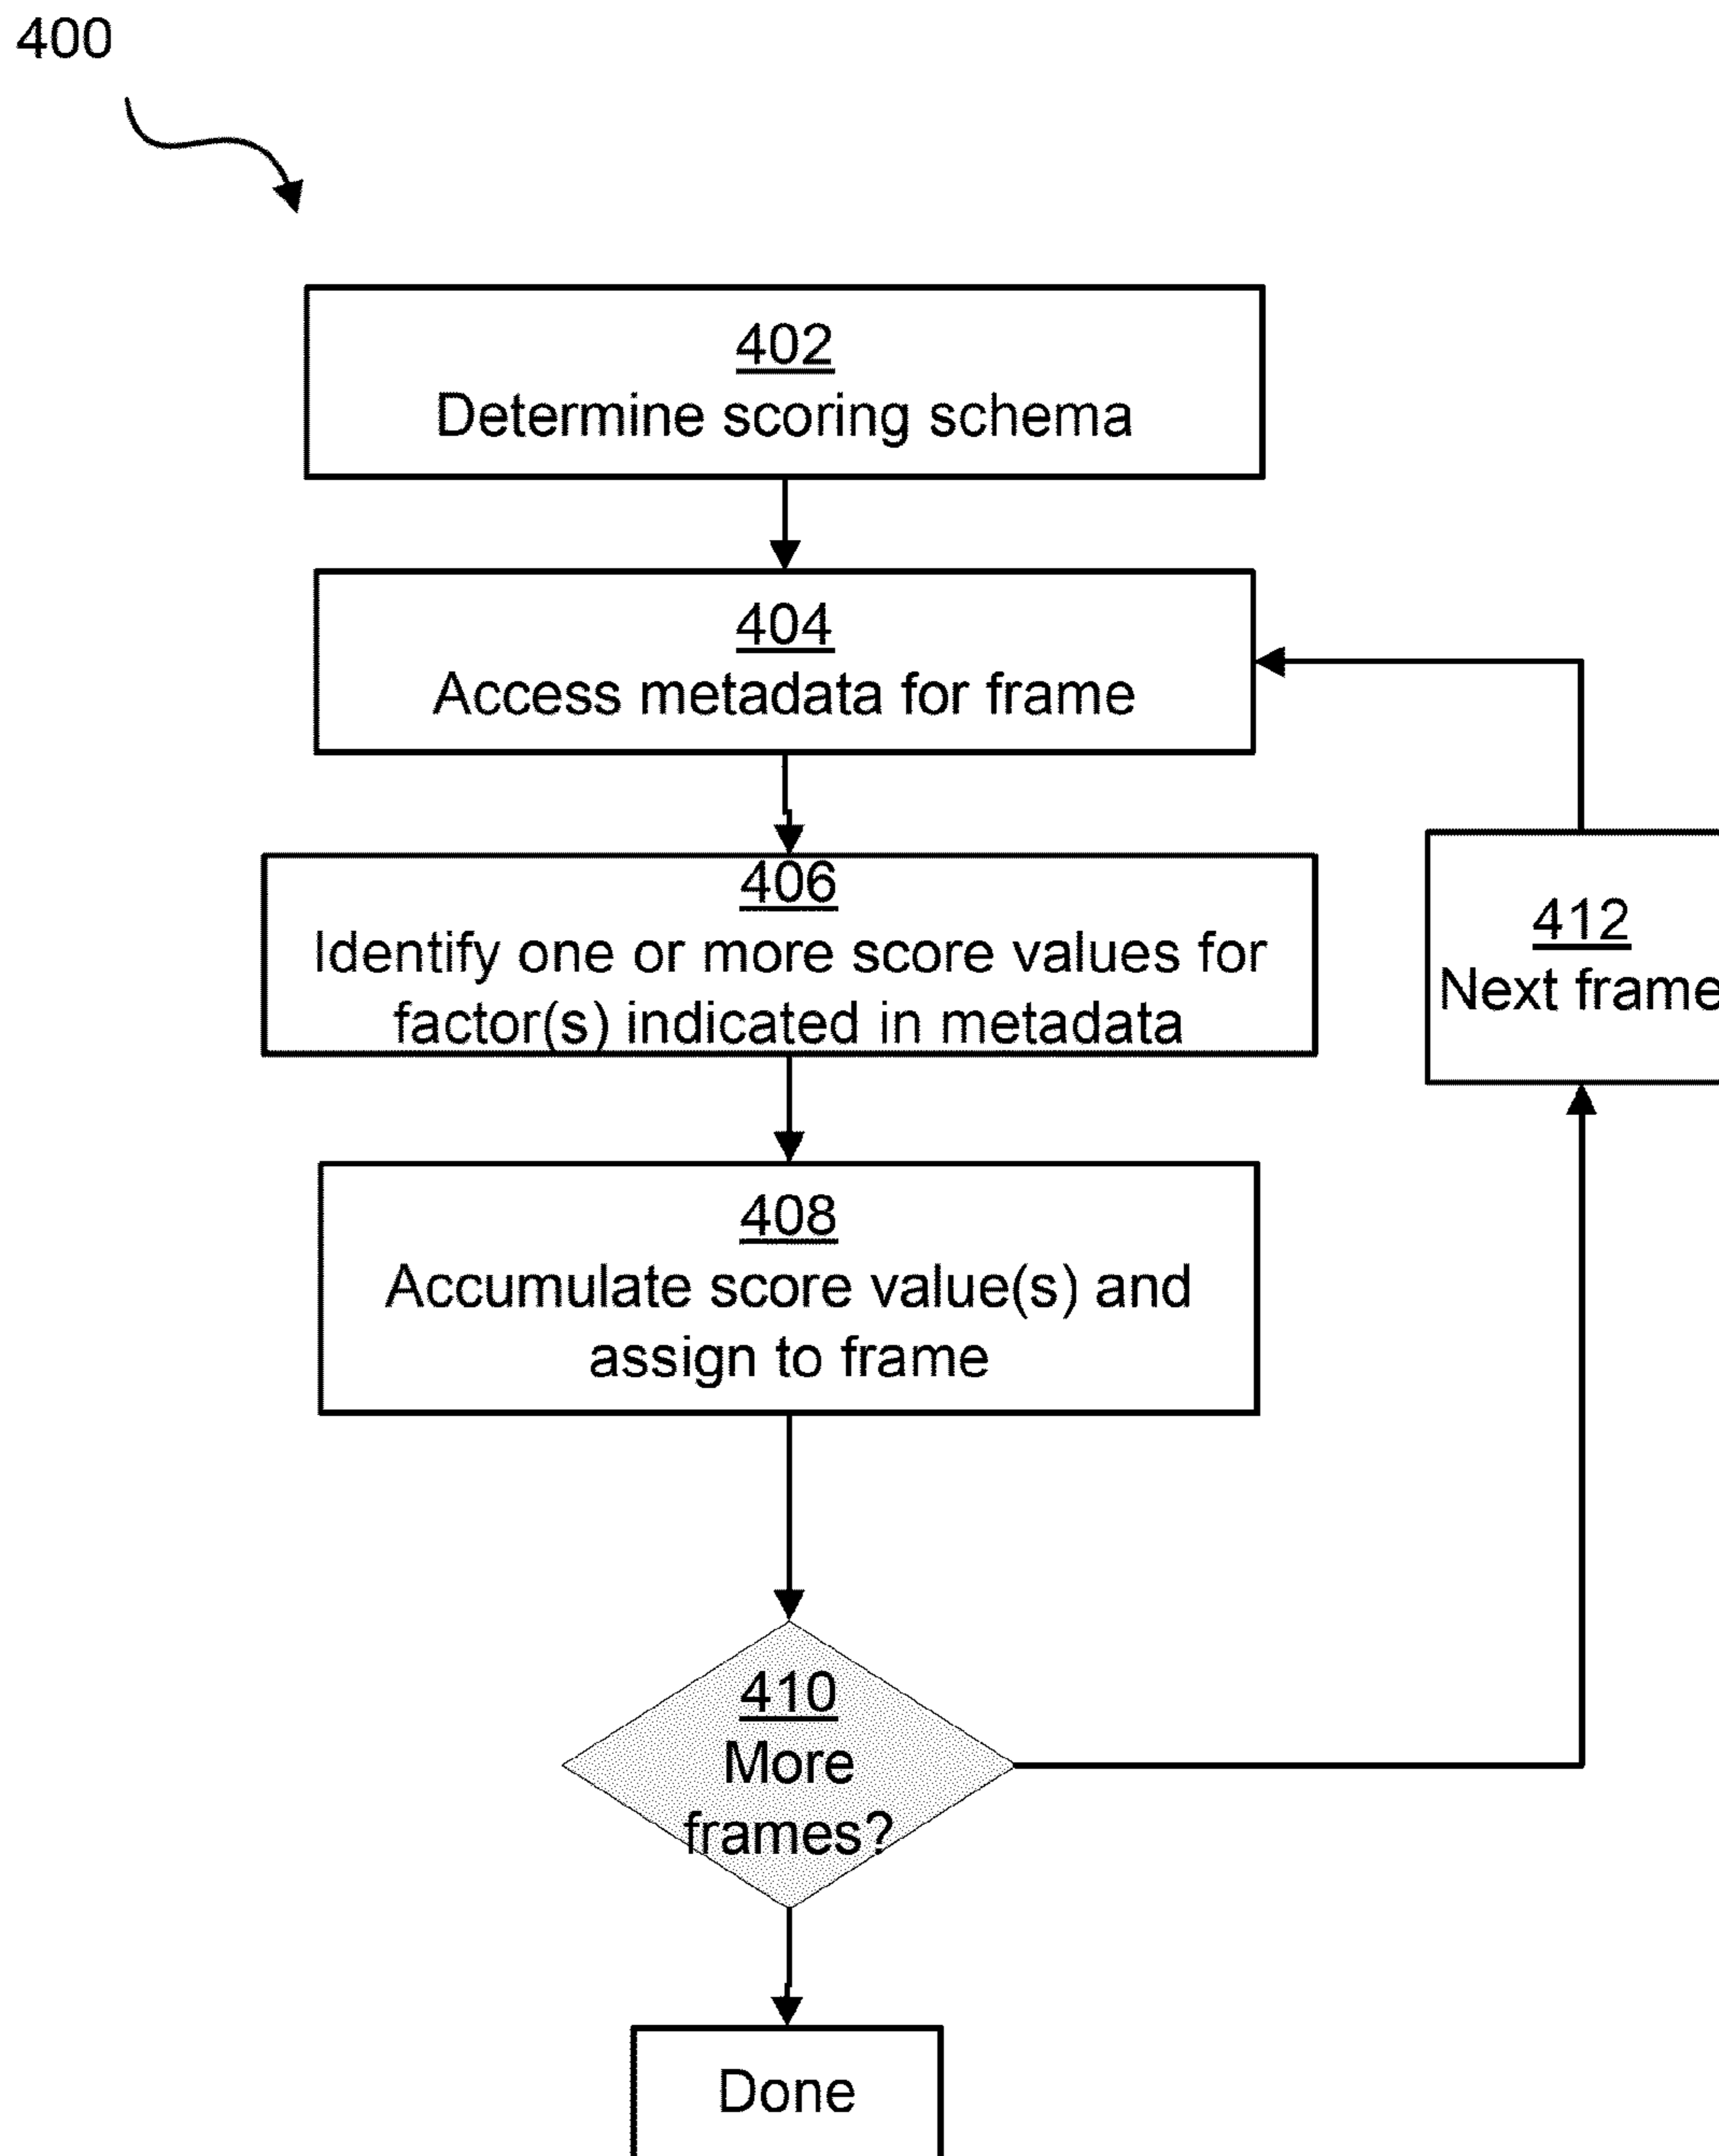 400
402
Determine scoring schema
404
Access metadata for frame
406
Identify one or more score values for
factor(s) indicated in metadata
412
Next frame
408
Accumulate score value(s) and
assign to frame
410
More
frames?
Done